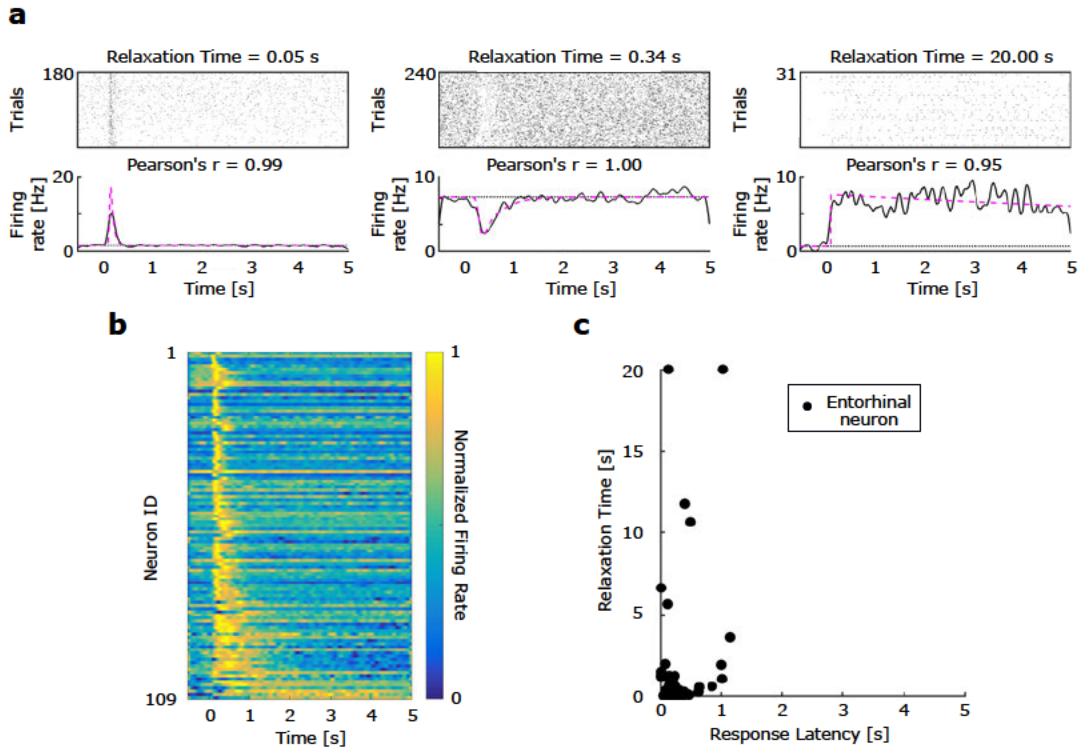 a
Relaxation Time = 0.05 s
180
Trials
Pearson's r = 0.99
20
10
0
Firing
rate [Hz]
0 1 2 3 4 5
Time [s]
Relaxation Time = 0.34 s
240
Trials
Pearson's r = 1.00
10
5
0
Firing
rate [Hz]
0 1 2 3 4 5
Time [s]
Relaxation Time = 20.00 s
31
Trials
Pearson's r = 0.95
10
5
0
Firing
rate [Hz]
0 1 2 3 4 5
Time [s]
b
1
109
Neuron ID
0 1 2 3 4 5
Time [s]
1
0
Normalized Firing Rate
c
20
15
10
5
0
Relaxation Time [s]
0 1 2 3 4 5
Response Latency [s]
Entorhinal
neuron